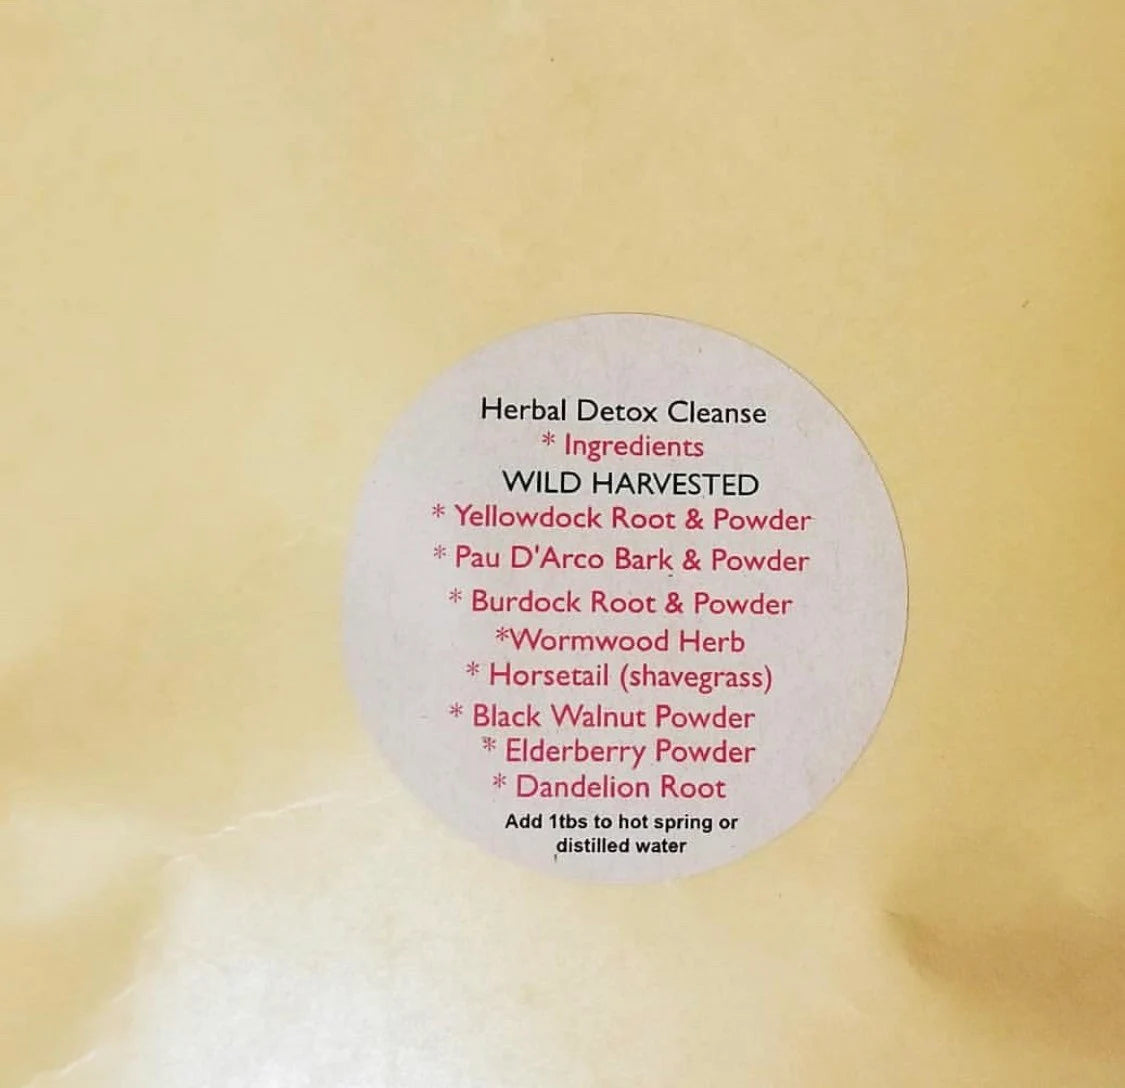 Herbal Detox Cleanse
* Ingredients
WILD HARVESTED
* Yellowdock Root & Powder
* Pau D'Arco Bark & Powder
* Burdock Root & Powder
*Wormwood Herb
* Horsetail (shavegrass)
* Black Walnut Powder
* Elderberry Powder
* Dandelion Root
Add 1tbs to hot spring or
distilled water